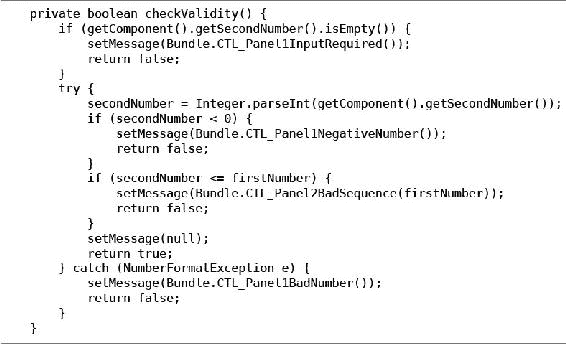 private boolean checkValidity() {
    if (getComponent().getSecondNumber().isEmpty()) {
        setMessage(Bundle.CTL_Panel1InputRequired());
        return false;
    }
    try {
        secondNumber = Integer.parseInt(getComponent().getSecondNumber());
        if (secondNumber < 0) {
            setMessage(Bundle.CTL_Panel1NegativeNumber());
            return false;
        }
        if (secondNumber <= firstNumber) {
            setMessage(Bundle.CTL_Panel2BadSequence(firstNumber));
            return false;
        }
        setMessage(null);
        return true;
    } catch (NumberFormatException e) {
        setMessage(Bundle.CTL_Panel1BadNumber());
        return false;
    }
}